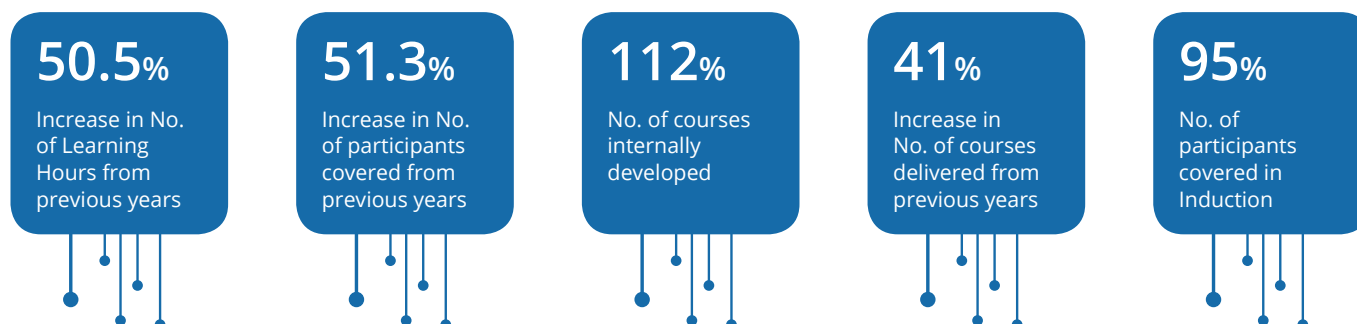 50.5%
Increase in No.
of Learning
Hours from
previous years
51.3%
Increase in No.
of participants
covered from
previous years
112%
No. of courses
internally
developed
41%
Increase in
No. of courses
delivered from
previous years
95%
No. of
participants
covered in
Induction